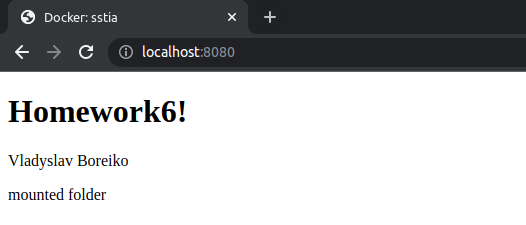 Docker: sstia
localhost:8080
Homework6!
Vladyslav Boreiko
mounted folder